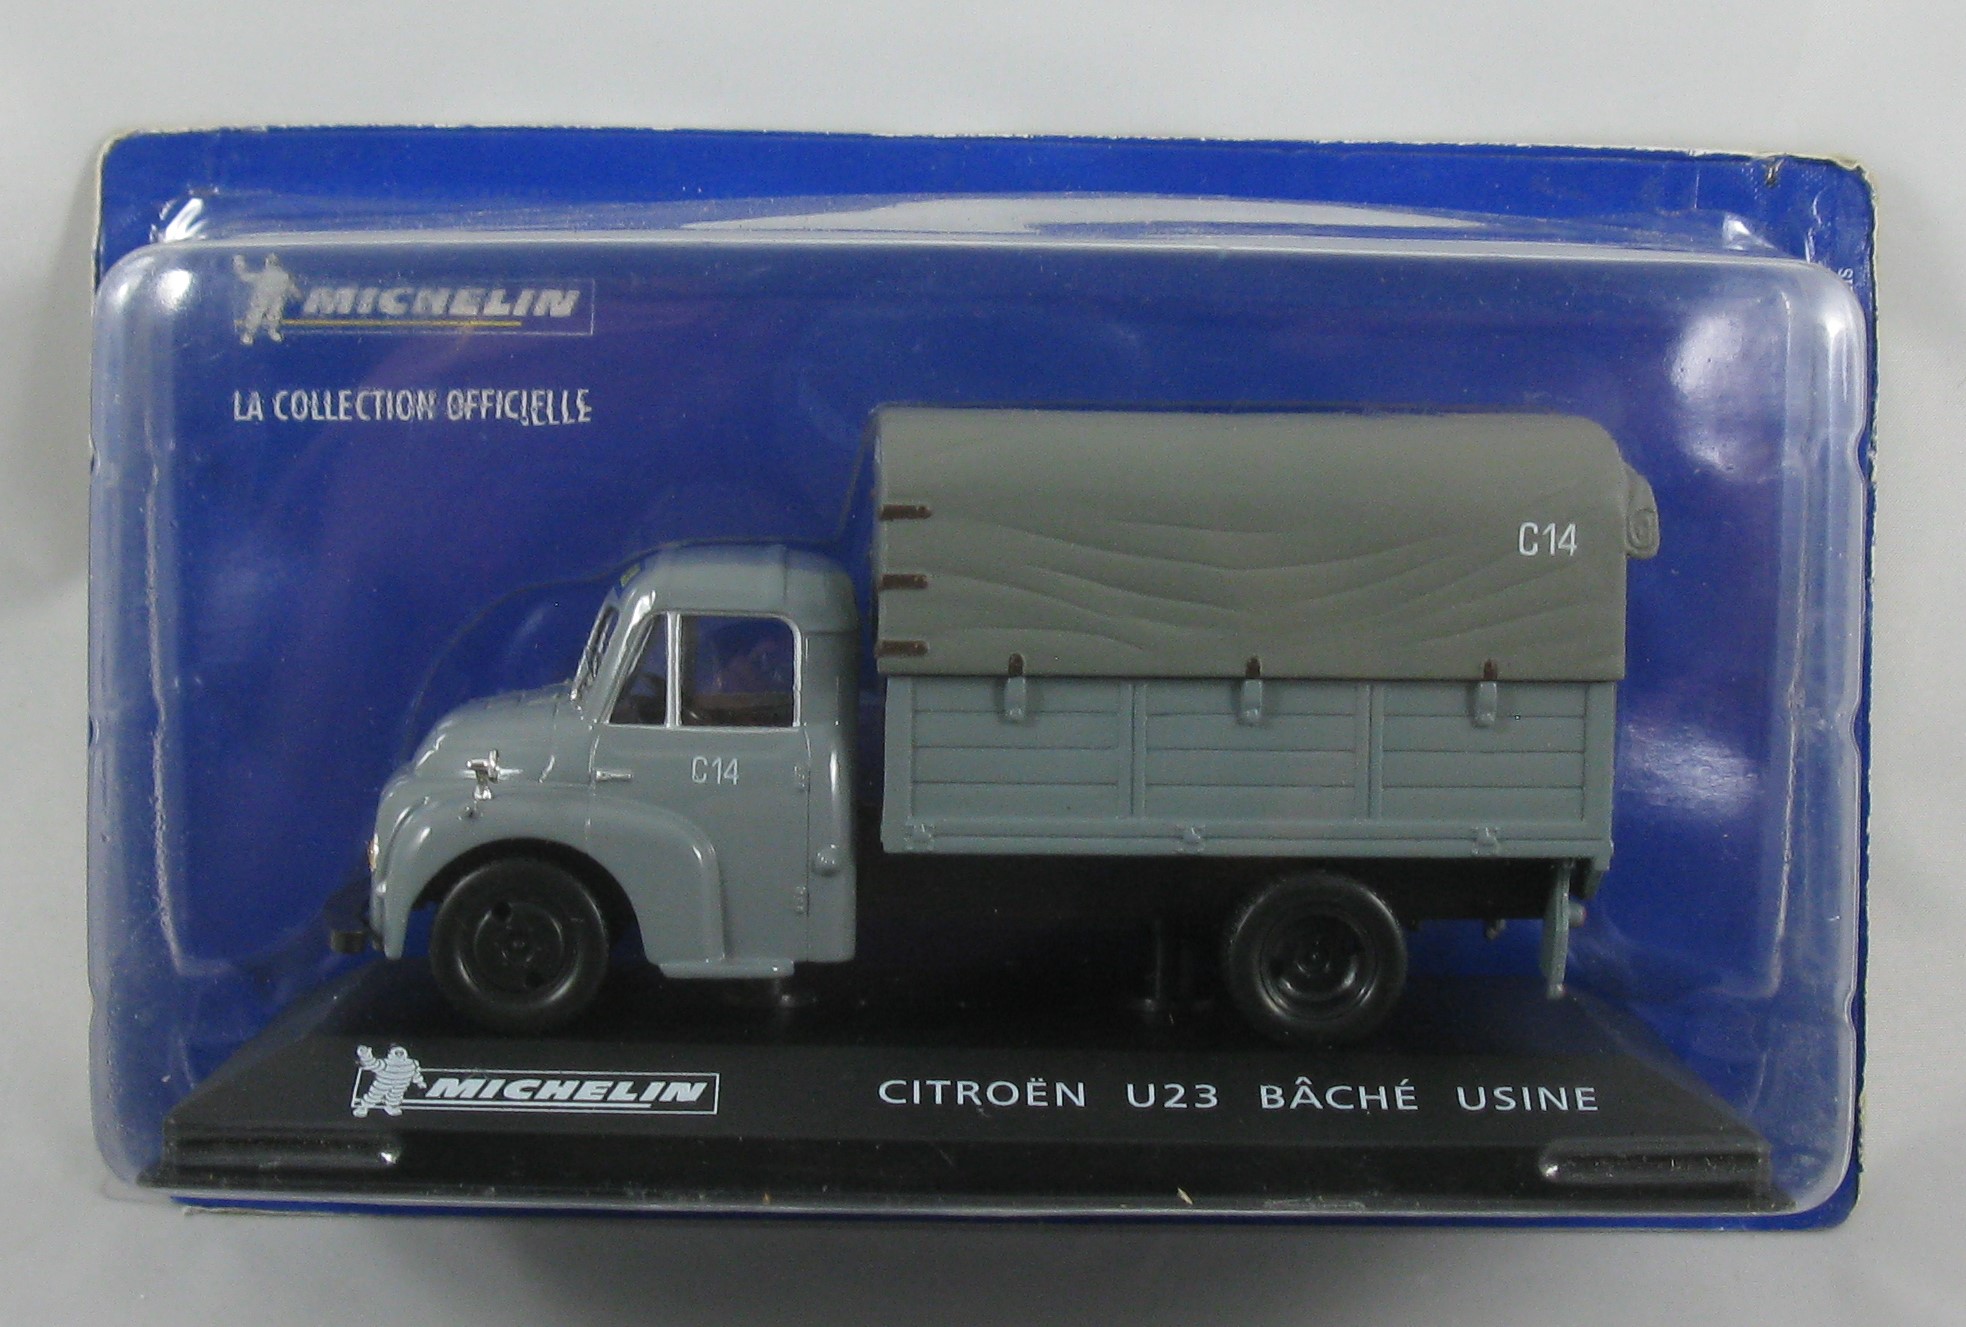 MICHELIN
LA COLLECTION OFFICIELLE
C14
C14
MICHELIN
CITROËN U23 BÂCHÉ USINE